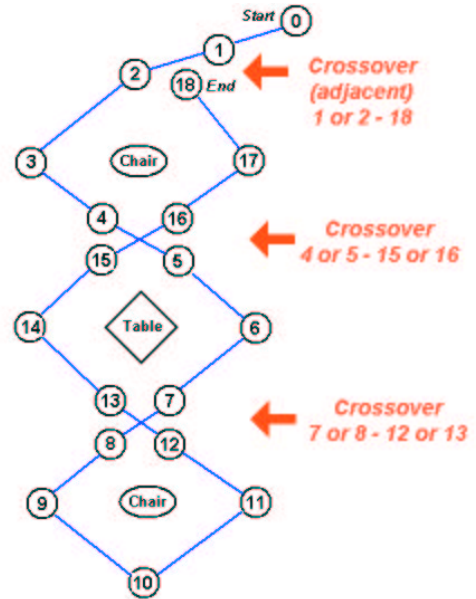 Start 0
1
2
18 End
Crossover
(adjacent)
1 or 2 - 18
3
Chair
17
4
16
Crossover
4 or 5 - 15 or 16
15
5
14
Table
6
13
7
Crossover
7 or 8 - 12 or 13
8
12
9
Chair
11
10